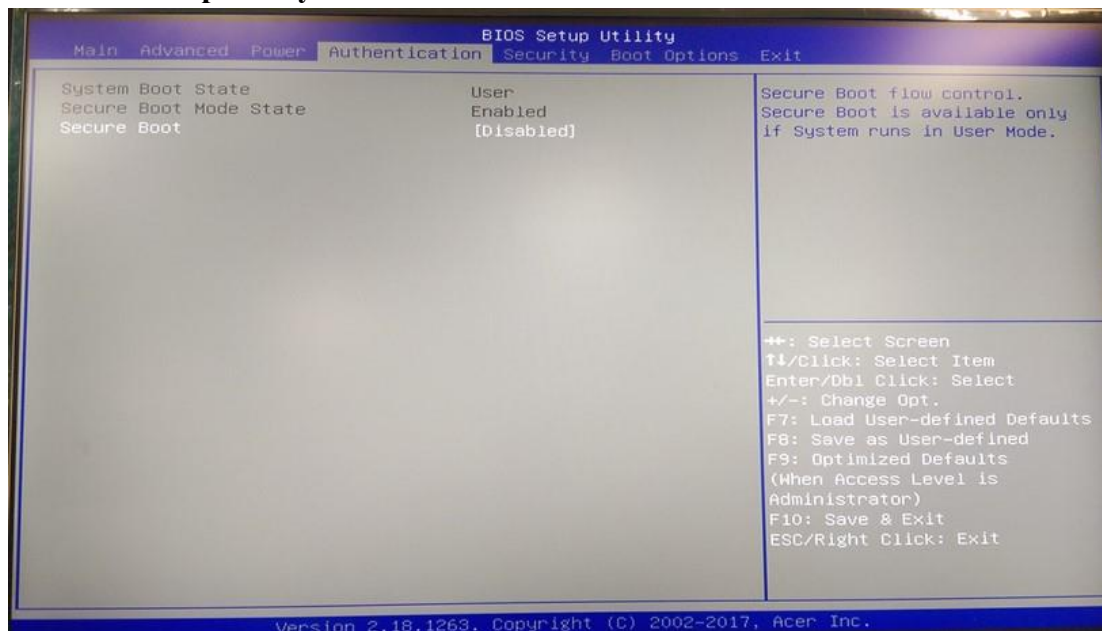 BIOS Setup Utility
Main Advanced Power Authentication Security Boot Options Exit
System Boot State User
Secure Boot Mode State Enabled
Secure Boot [Disabled]
Secure Boot flow control.
Secure Boot is available only
if System runs in User Mode.
→←: Select Screen
↑↓/Click: Select Item
Enter/Dbl Click: Select
+/-: Change Opt.
F7: Load User-defined Defaults
F8: Save as User-defined
F9: Optimized Defaults
(When Access Level is
Administrator)
F10: Save & Exit
ESC/Right Click: Exit
Version 2.18.1263. Copyright (C) 2002-2017, Acer Inc.